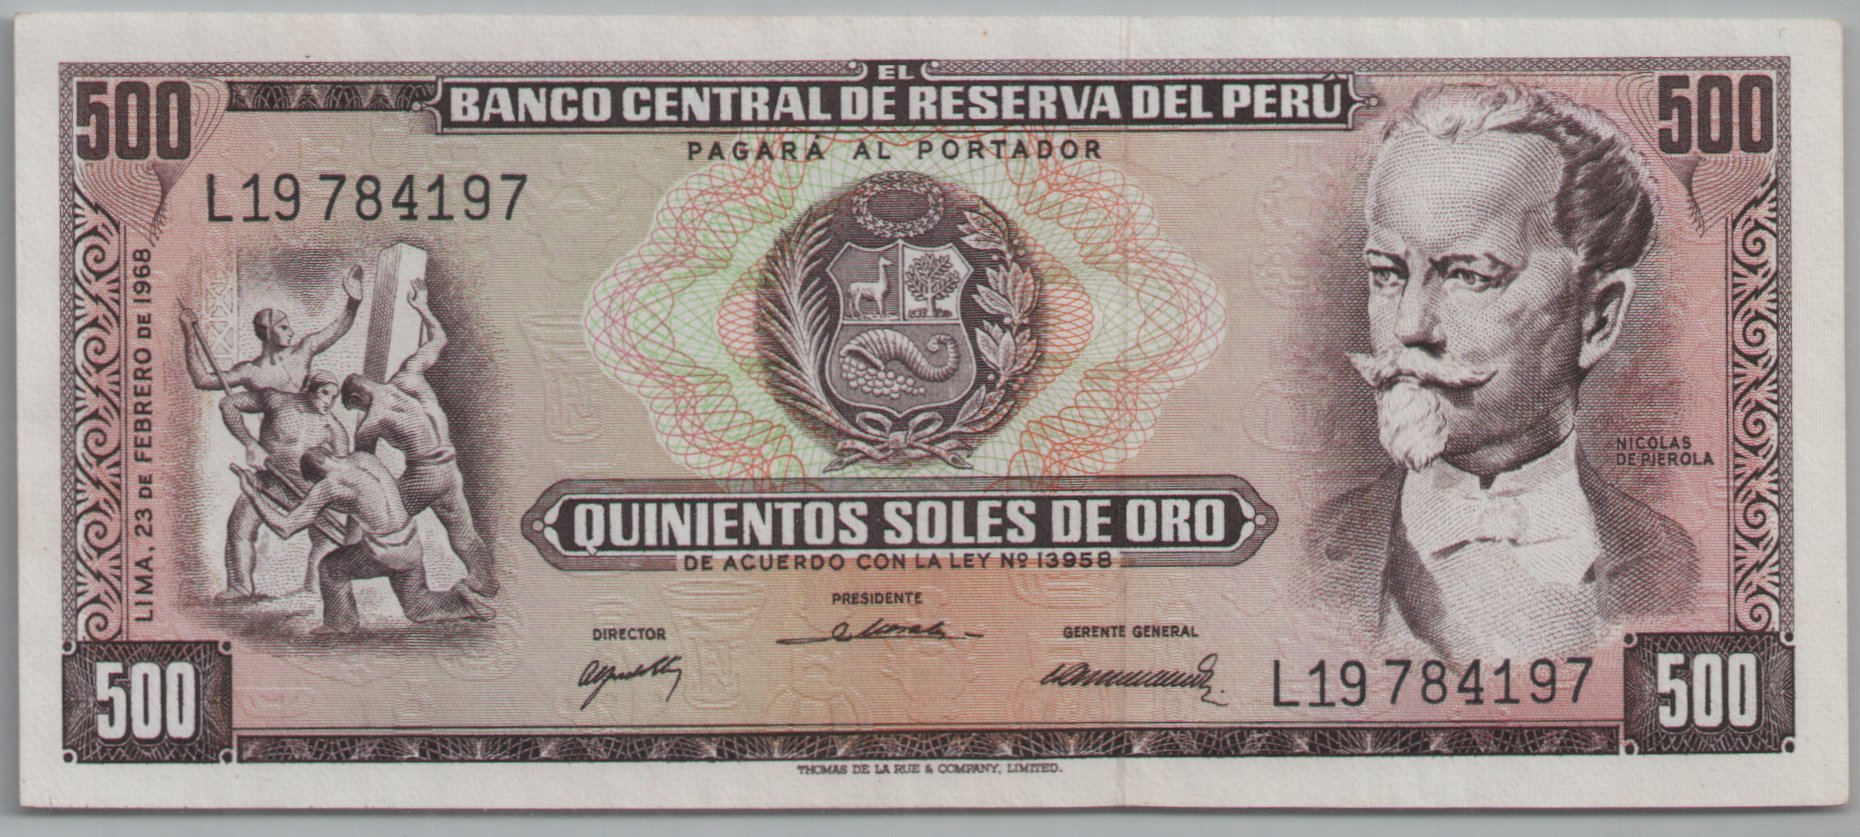 500
EL
500
BANCO CENTRAL DE RESERVA DEL PERÚ
PAGARÁ AL PORTADOR
L19 784197
LIMA, 23 DE FEBRERO DE 1968
NICOLAS
DE PIEROLA
QUINIENTOS SOLES DE ORO
DE ACUERDO CON LA LEY Nº 13958
PRESIDENTE
DIRECTOR
GERENTE GENERAL
L19 784197
500
500
THOMAS DE LA RUE & COMPANY, LIMITED.